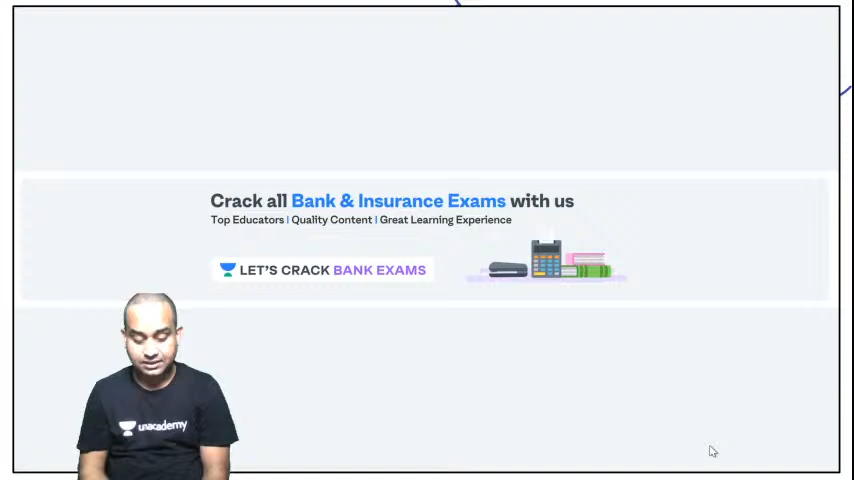 Crack all Bank & Insurance Exams with us
Top Educators | Quality Content | Great Learning Experience
LET'S CRACK BANK EXAMS
unacademy